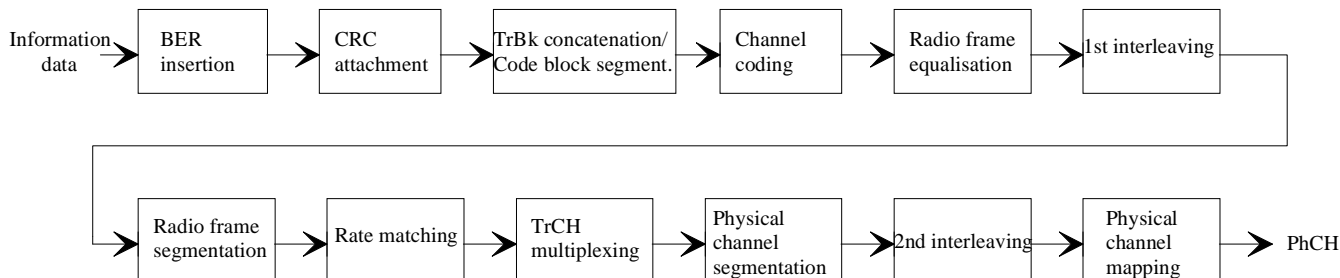 Information
data
BER
insertion
CRC
attachment
TrBk concatenation/
Code block segment.
Channel
coding
Radio frame
equalisation
1st interleaving
Radio frame
segmentation
Rate matching
TrCH
multiplexing
Physical
channel
segmentation
2nd interleaving
Physical
channel
mapping
PhCH